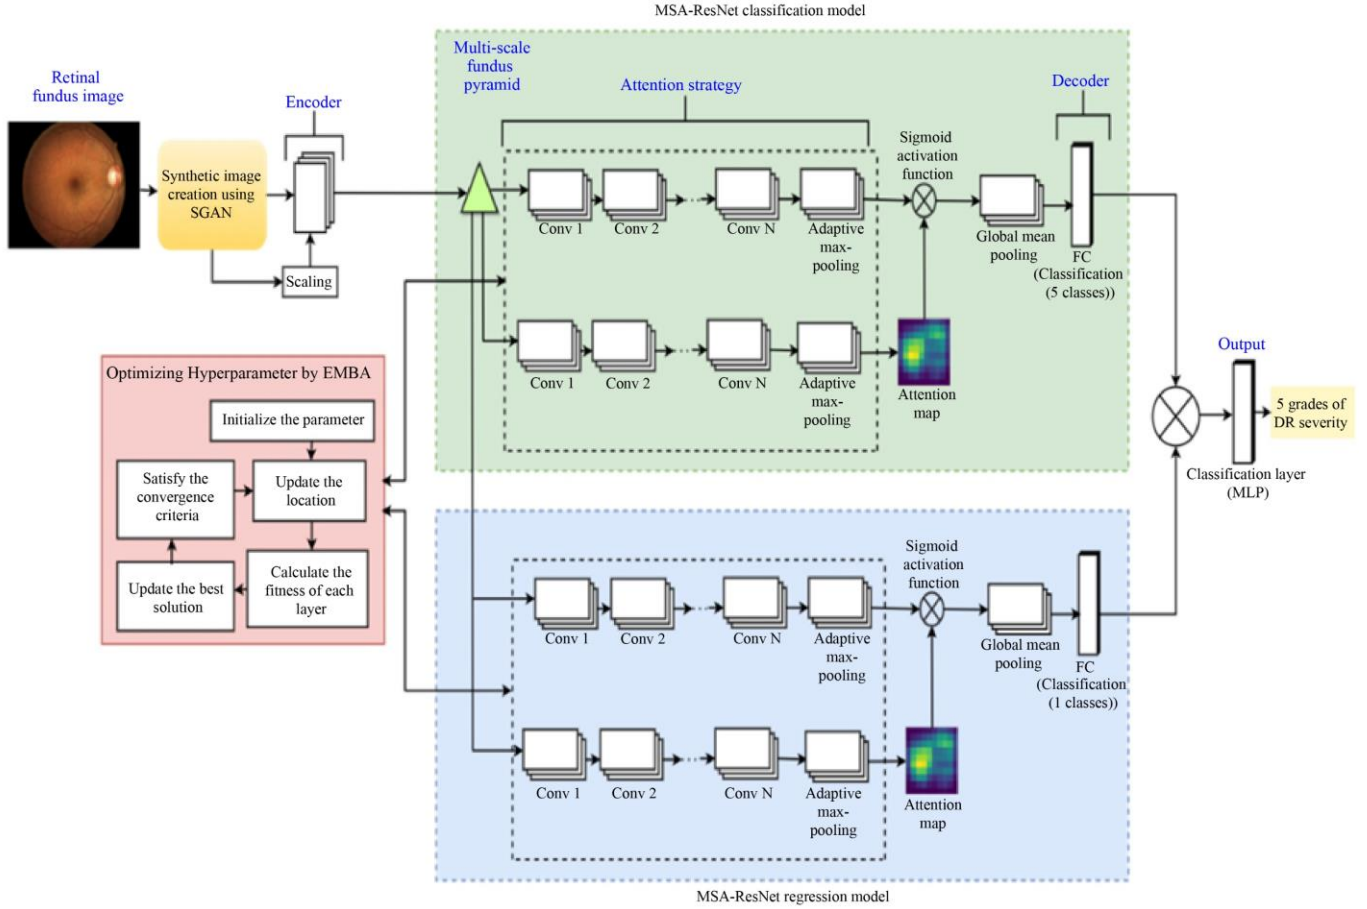 MSA-ResNet classification model
Retinal
fundus image
Synthetic image
creation using
SGAN
Encoder
Scaling
Multi-scale
fundus
pyramid
Attention strategy
Conv 1
Conv 2
Conv N
Adaptive
max-
pooling
Sigmoid
activation
function
Global mean
pooling
Decoder
FC
(Classification
(5 classes))
Conv 1
Conv 2
Conv N
Adaptive
max-
pooling
Attention
map
Optimizing Hyperparameter by EMBA
Initialize the parameter
Satisfy the
convergence
criteria
Update the
location
Update the best
solution
Calculate the
fitness of each
layer
Output
5 grades of
DR severity
Classification layer
(MLP)
Conv 1
Conv 2
Conv N
Adaptive
max-
pooling
Sigmoid
activation
function
Global mean
pooling
FC
(Classification
(1 classes))
Conv 1
Conv 2
Conv N
Adaptive
max-
pooling
Attention
map
MSA-ResNet regression model